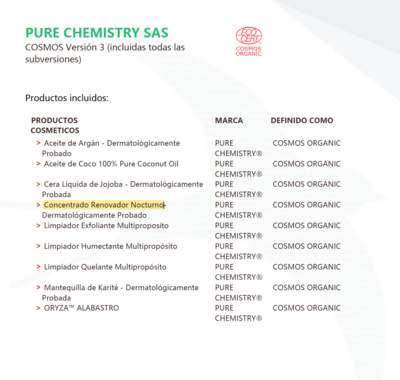 PURE CHEMISTRY SAS
COSMOS Versión 3 (incluidas todas las
subversiones)
ECO
CERT
COSMOS
ORGANIC
Productos incluidos:
PRODUCTOS MARCA DEFINIDO COMO
COSMETICOS
> Aceite de Argán - Dermatológicamente PURE COSMOS ORGANIC
Probado CHEMISTRY®
> Aceite de Coco 100% Pure Coconut Oil PURE COSMOS ORGANIC
CHEMISTRY®
> Cera Líquida de Jojoba - Dermatológicamente PURE COSMOS ORGANIC
Probada CHEMISTRY®
> Concentrado Renovador Nocturno- PURE COSMOS ORGANIC
Dermatológicamente Probado CHEMISTRY®
> Limpiador Exfoliante Multiproposito PURE COSMOS ORGANIC
CHEMISTRY®
> Limpiador Humectante Multipropósito PURE COSMOS ORGANIC
CHEMISTRY®
> Limpiador Quelante Multipropósito PURE COSMOS ORGANIC
CHEMISTRY®
> Mantequilla de Karité - Dermatológicamente PURE COSMOS ORGANIC
Probada CHEMISTRY®
> ORYZA™ ALABASTRO PURE COSMOS ORGANIC
CHEMISTRY®